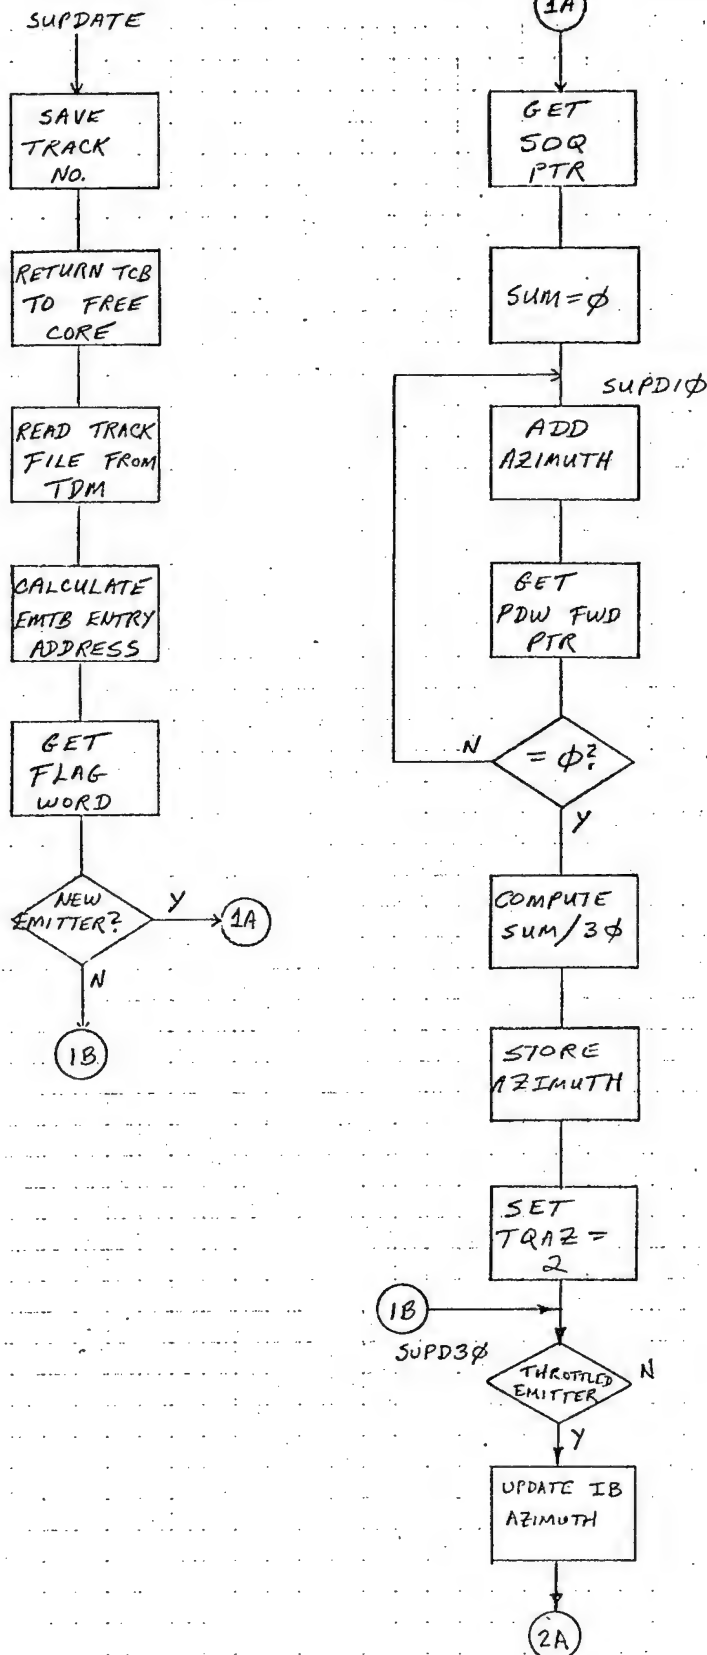 SUPDATE
SAVE
TRACK
NO.
RETURN TCB
TO FREE
CORE
READ TRACK
FILE FROM
TDM
CALCULATE
EMTB ENTRY
ADDRESS
GET
FLAG
WORD
NEW
EMITTER?
Y
1A
N
1B
1A
GET
SOQ
PTR
SUM=φ
SUPD1φ
ADD
AZIMUTH
GET
PDW FWD
PTR
N
= φ?
Y
COMPUTE
SUM/3φ
STORE
AZIMUTH
SET
TQAZ =
2
1B
SUPD3φ
THROTTLED
EMITTER
N
Y
UPDATE IB
AZIMUTH
2A